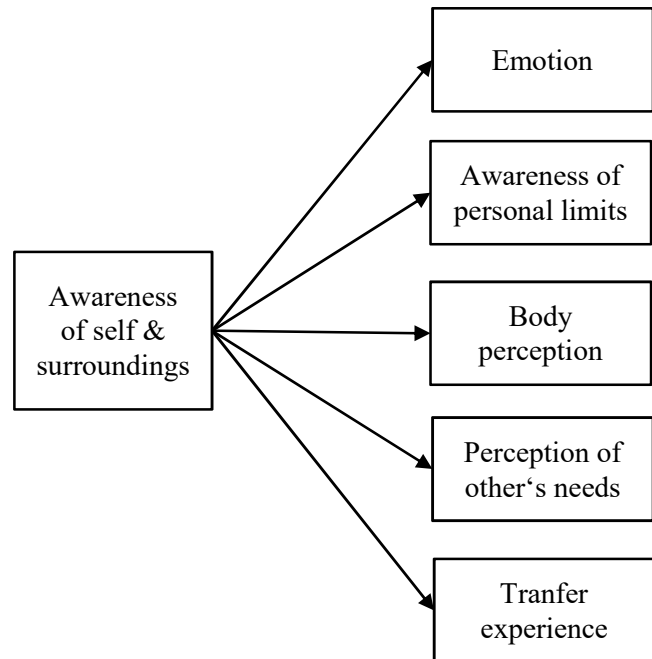 Emotion
Awareness of
personal limits
Awareness
of self &
surroundings
Body
perception
Perception of
other‘s needs
Tranfer
experience